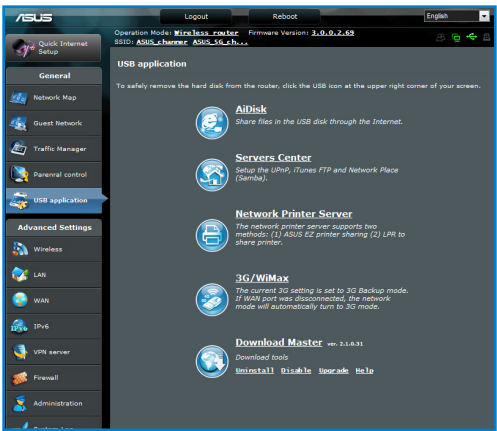 ASUS
Logout
Reboot
English
Operation Mode: Wireless router Firmware Version: 3.0.0.2.69
SSID: ASUS_channer ASUS_5G_ch...
Quick Internet
Setup
General
Network Map
Guest Network
Traffic Manager
Parenral control
USB application
Advanced Settings
Wireless
LAN
WAN
IPv6
VPN server
Firewall
Administration
System Log
USB application
To safely remove the hard disk from the router, click the USB icon at the upper right corner of your screen.
AiDisk
Share files in the USB disk through the Internet.
Servers Center
Setup the UPnP, iTunes FTP and Network Place
(Samba).
Network Printer Server
The network printer server supports two
methods: (1) ASUS EZ printer sharing (2) LPR to
share printer.
3G/WiMax
The current 3G setting is set to 3G Backup mode.
If WAN port was dissconnected, the network
mode will automatically turn to 3G mode.
Download Master ver. 2.1.0.31
Download tools
Uninstall Disable Upgrade Help